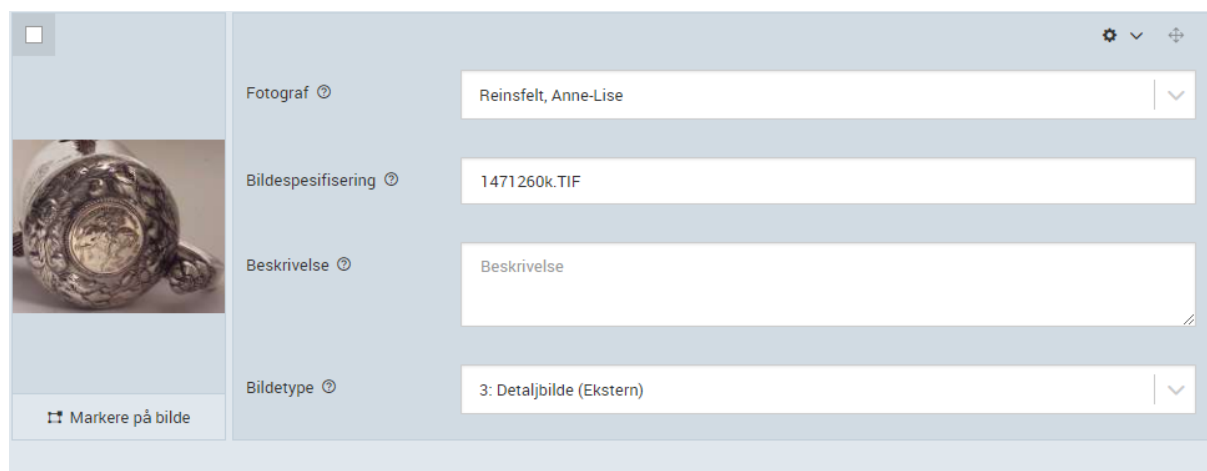 Fotograf
Reinsfelt, Anne-Lise
Bildespesifisering
1471260k.TIF
Beskrivelse
Beskrivelse
Bildetype
3: Detaljbilde (Ekstern)
Markere på bilde